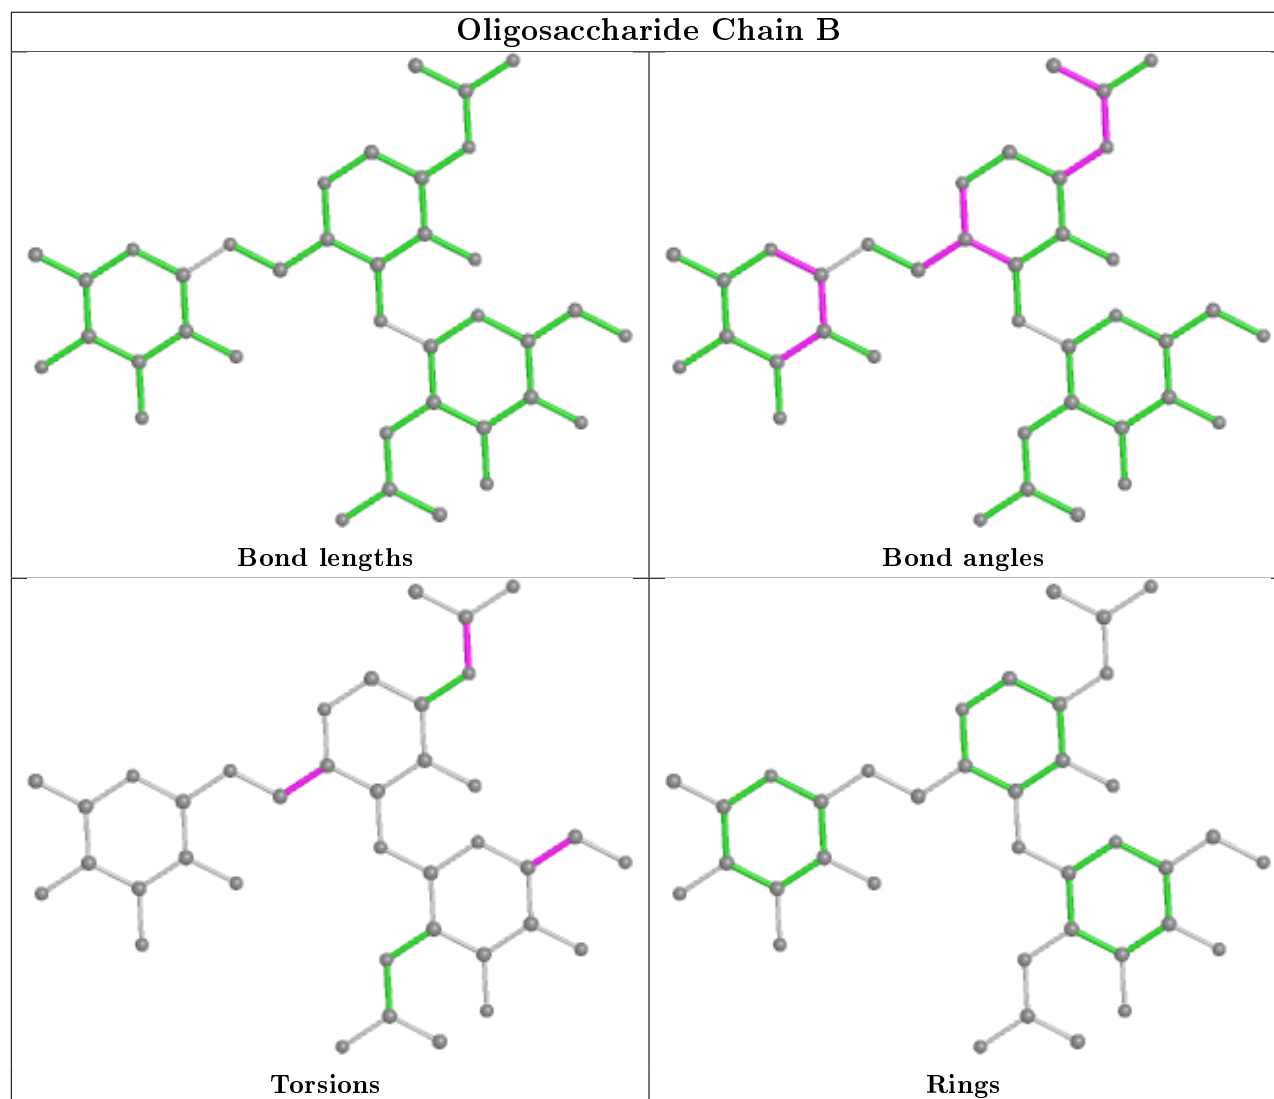 Oligosaccharide Chain B
Bond lengths
Bond angles
Torsions
Rings